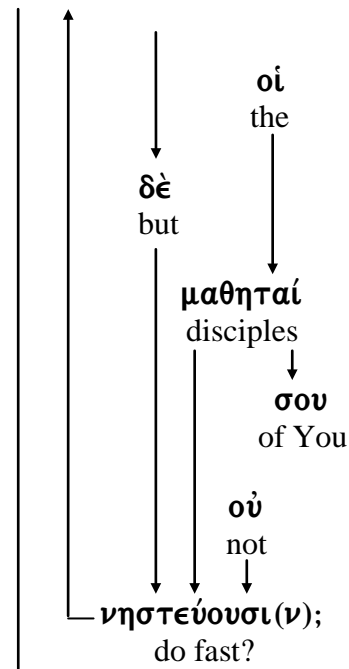 οἱ
the
δὲ
but
μαθηταί
disciples
σου
of You
οὐ
not
νηστεύουσι(ν);
do fast?